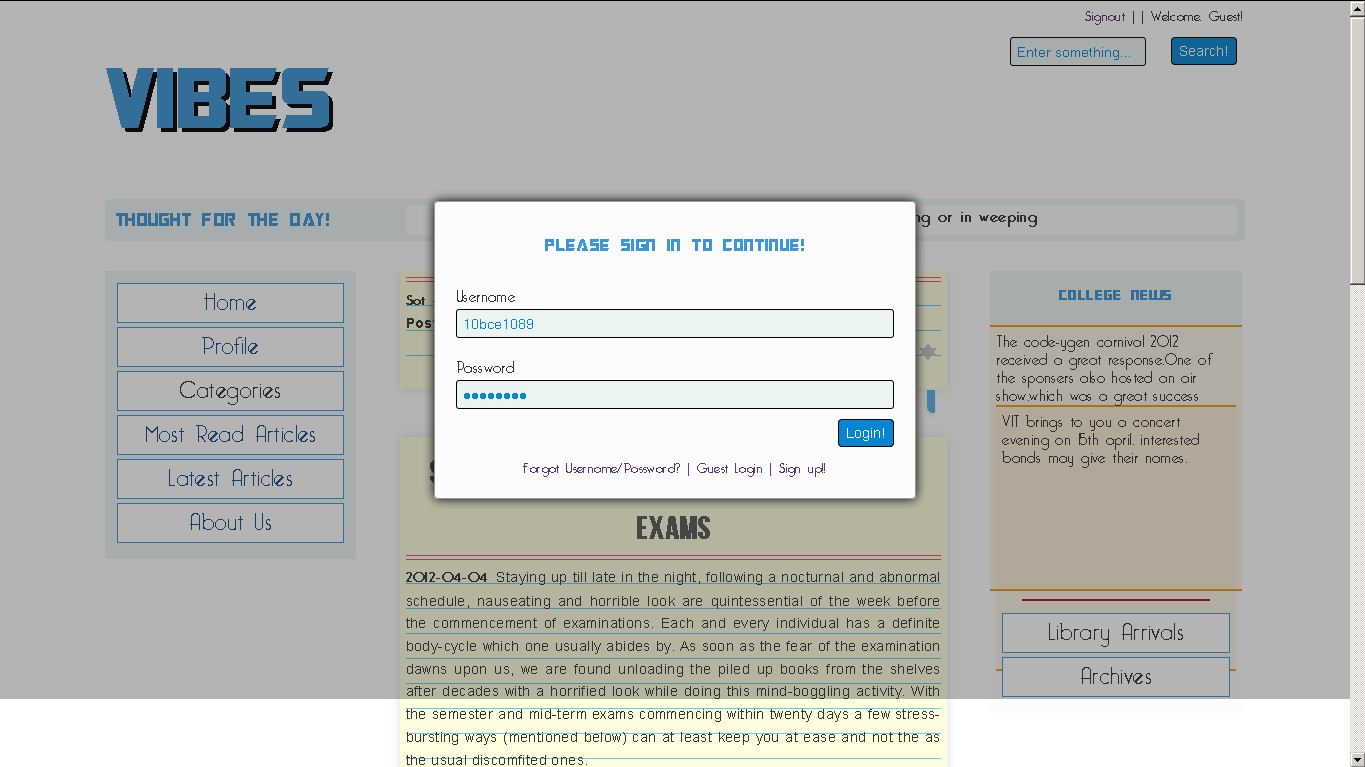 Signout || Welcome, Guest!
Enter something... Search!
VIBES
THOUGHT FOR THE DAY!
or in weeping
PLEASE SIGN IN TO CONTINUE!
Username
10bce1089
Password
Login!
Forgot Username/Password? | Guest Login | Sign up!!
Home
Profile
Categories
Most Read Articles
Latest Articles
About Us
EXAMS
2012-04-04 Staying up till late in the night, following a nocturnal and abnormal
schedule, nauseating and horrible look are quintessential of the week before
the commencement of examinations. Each and every individual has a definite
body-cycle which one usually abides by. As soon as the fear of the examination
dawns upon us, we are found unloading the piled up books from the shelves
after decades with a horrified look while doing this mind-boggling activity. With
the semester and mid-term exams commencing within twenty days a few stress-
bursting ways (mentioned below) can at least keep you at ease and not the as
the usual discomfited ones.
COLLEGE NEWS
The code-ygen carnival 2012
received a great response.One of
the sponsers also hosted an air
show.which was a great success
VIT brings to you a concert
evening on 15th april. interested
bands may give their names.
Library Arrivals
Archives